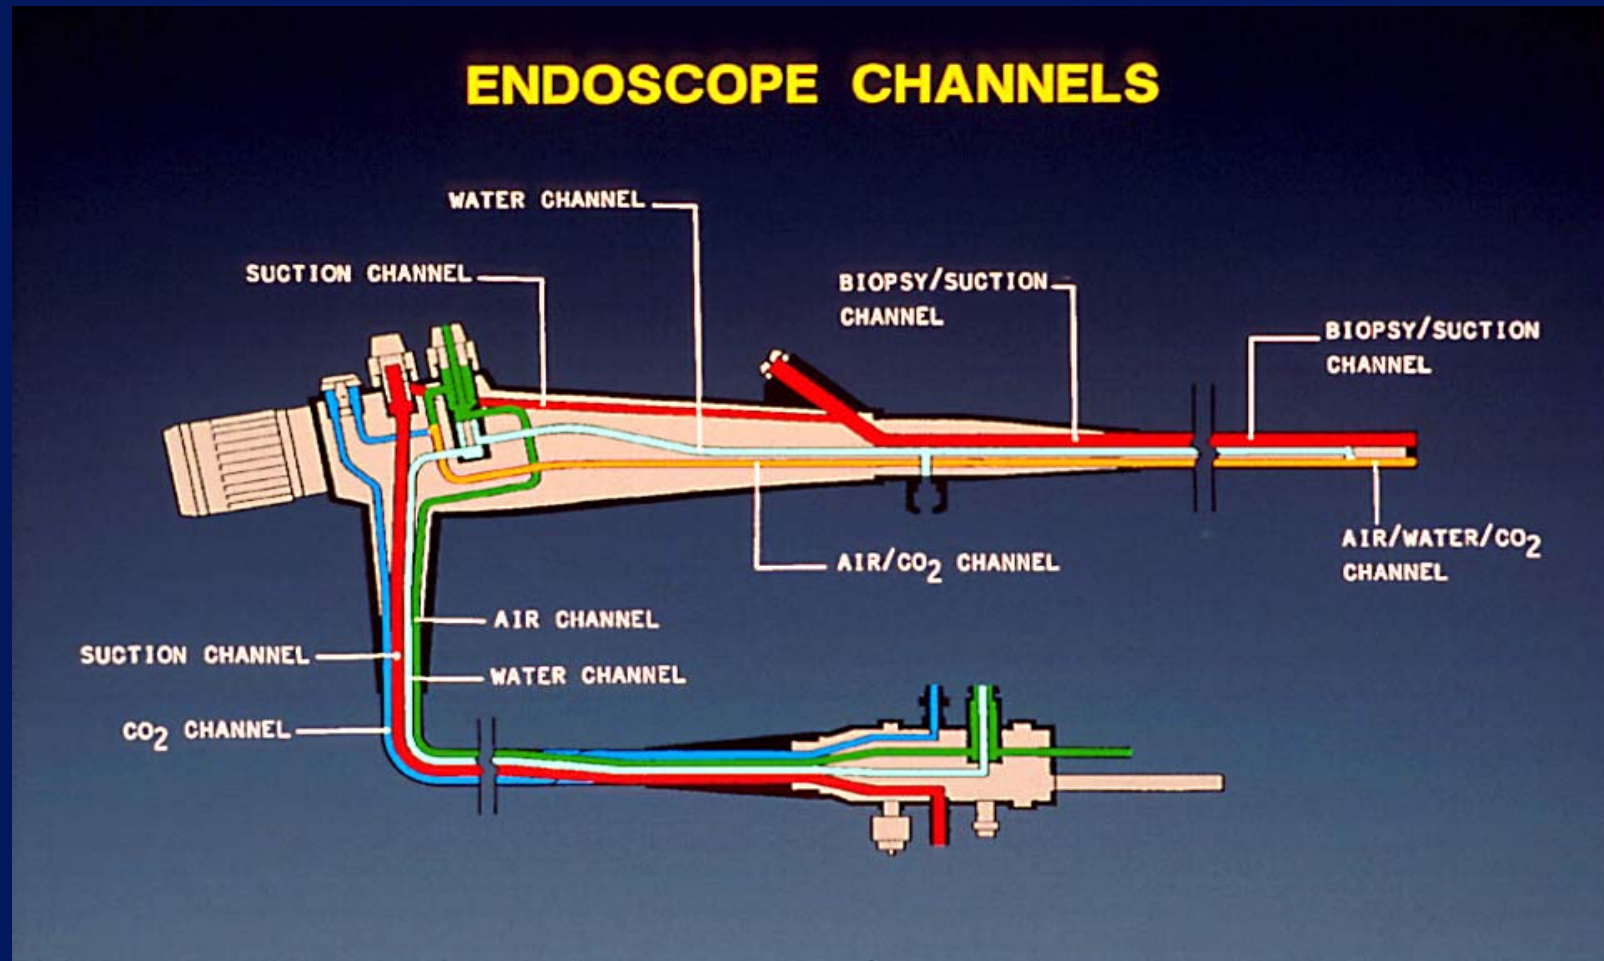 ENDOSCOPE CHANNELS
WATER CHANNEL
SUCTION CHANNEL
BIOPSY/SUCTION
CHANNEL
BIOPSY/SUCTION
CHANNEL
AIR/WATER/CO2
CHANNEL
AIR/CO2 CHANNEL
AIR CHANNEL
SUCTION CHANNEL
WATER CHANNEL
CO2 CHANNEL